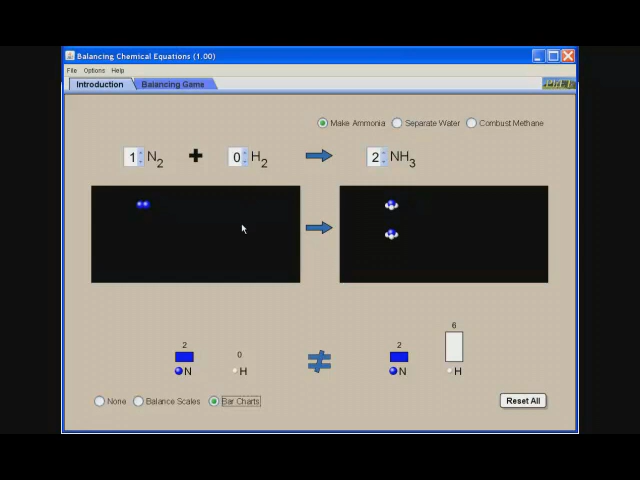 Balancing Chemical Equations (1.00)
File Options Help
Introduction Balancing Game
Make Ammonia Separate Water Combust Methane
1 N2 + 0 H2 2 NH3
2 0 ≠ 2 6
N H N H
None Balance Scales Bar Charts Reset All